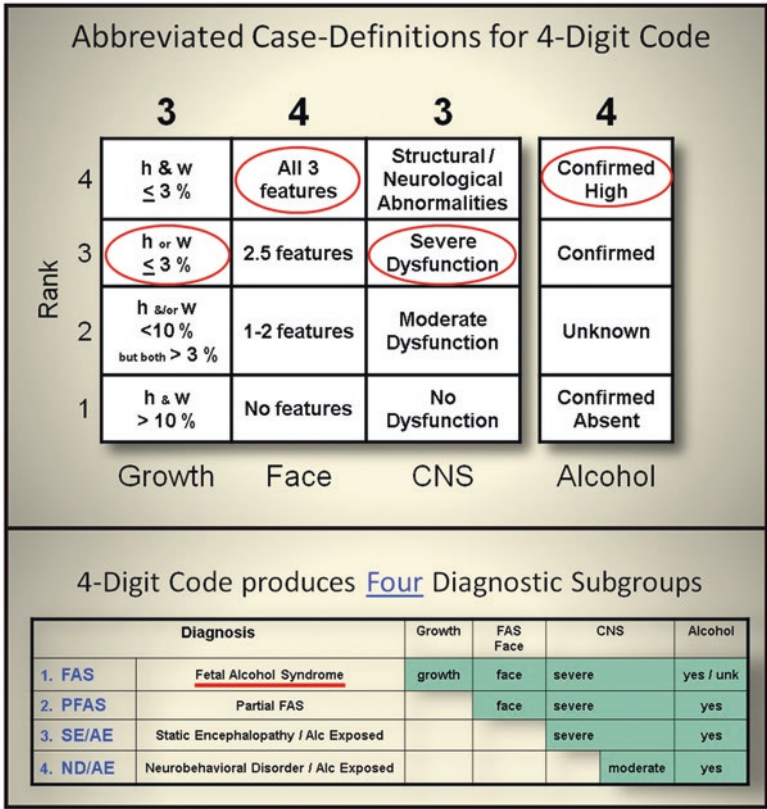 Abbreviated Case-Definitions for 4-Digit Code
3 4 3 4
Rank
4
h & w
≤ 3 %
All 3
features
Structural /
Neurological
Abnormalities
Confirmed
High
3
h or w
≤ 3 %
2.5 features
Severe
Dysfunction
Confirmed
2
h &/or w
<10 %
but both > 3 %
1-2 features
Moderate
Dysfunction
Unknown
1
h & w
> 10 %
No features
No
Dysfunction
Confirmed
Absent
Growth Face CNS Alcohol
4-Digit Code produces Four Diagnostic Subgroups
Diagnosis Growth FAS Face CNS Alcohol
1. FAS Fetal Alcohol Syndrome growth face severe yes / unk
2. PFAS Partial FAS face severe yes
3. SE/AE Static Encephalopathy / Alc Exposed severe yes
4. ND/AE Neurobehavioral Disorder / Alc Exposed moderate yes